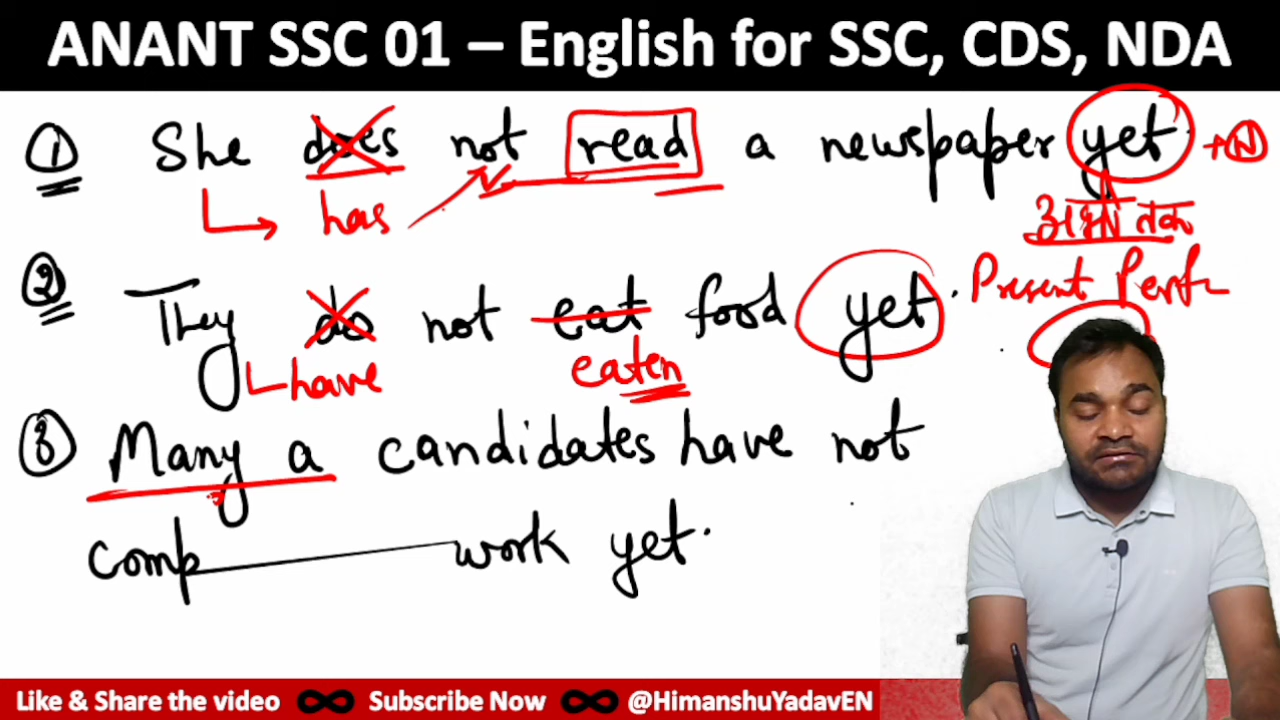 ANANT SSC 01 – English for SSC, CDS, NDA
① She does not read a newspaper yet. + N
has
अभी तक
② They do not eat food yet. Present Perf
have eaten
③ Many a candidates have not
comp work yet.
Like & Share the video Subscribe Now @HimanshuYadavEN